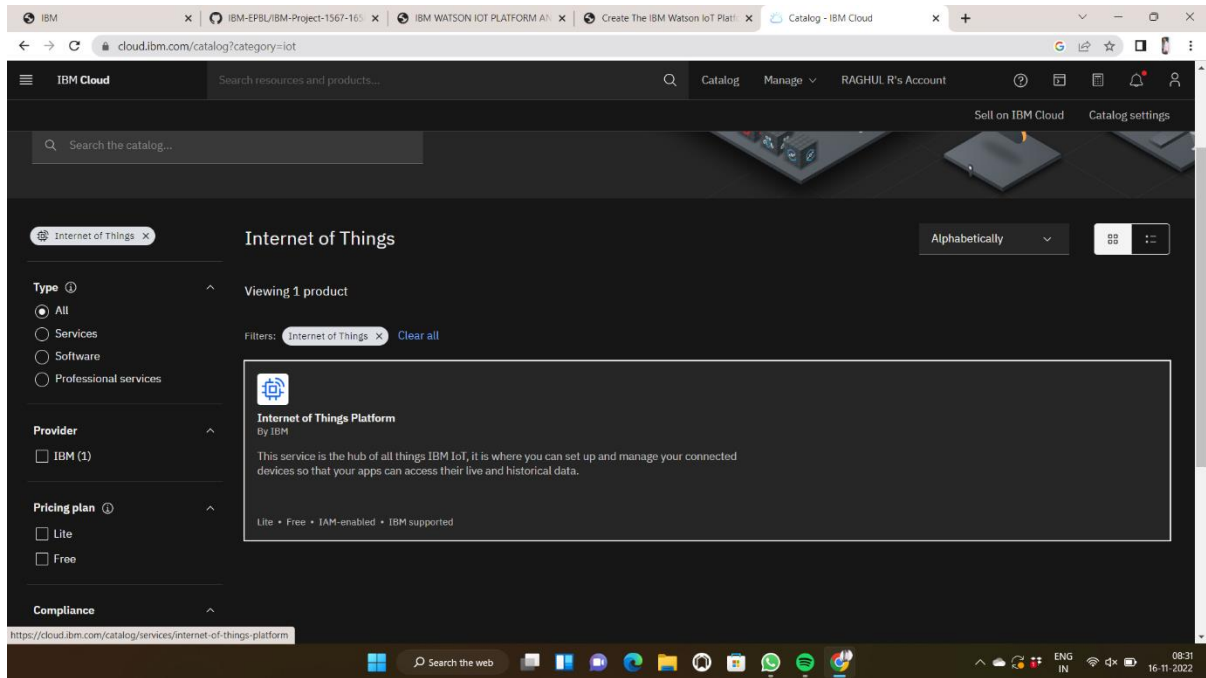 IBM
IBM-EPBL/IBM-Project-1567-165
IBM WATSON IOT PLATFORM AN
Create The IBM Watson IoT Platf
Catalog - IBM Cloud
cloud.ibm.com/catalog?category=iot
IBM Cloud
Search resources and products...
Catalog
Manage
RAGHUL R's Account
Sell on IBM Cloud
Catalog settings
Search the catalog...
Internet of Things
Internet of Things
Alphabetically
Type
All
Services
Software
Professional services
Provider
IBM (1)
Pricing plan
Lite
Free
Compliance
Viewing 1 product
Filters: Internet of Things Clear all
Internet of Things Platform
By IBM
This service is the hub of all things IBM IoT, it is where you can set up and manage your connected
devices so that your apps can access their live and historical data.
Lite • Free • IAM-enabled • IBM supported
https://cloud.ibm.com/catalog/services/internet-of-things-platform
Search the web
ENG
IN
08:31
16-11-2022